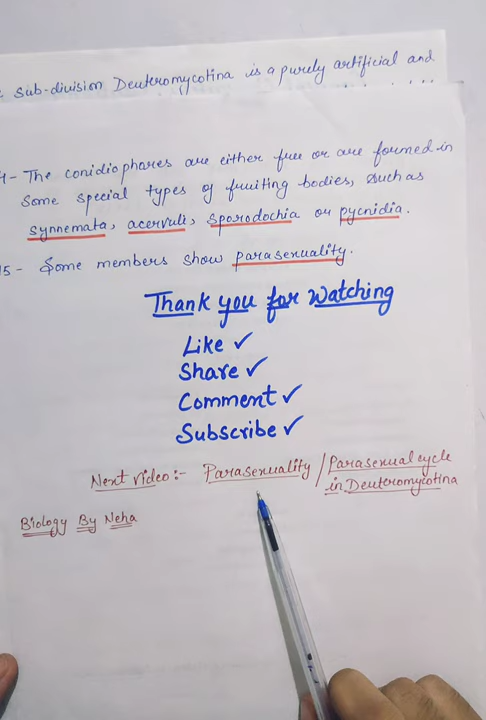 sub-division Deuteromycotina is a purely artificial and
4- The conidiophares are either free or are formed in
some special types of fruiting bodies, such as
synnemata, acervuli, sporodochia or pycnidia.
15- Some members show parasexuality.
Thank you for Watching
Like ✓
Share ✓
Comment ✓
Subscribe ✓
Next video:- Parasexuality / Parasexual cycle
in Deuteromycotina
Biology By Neha